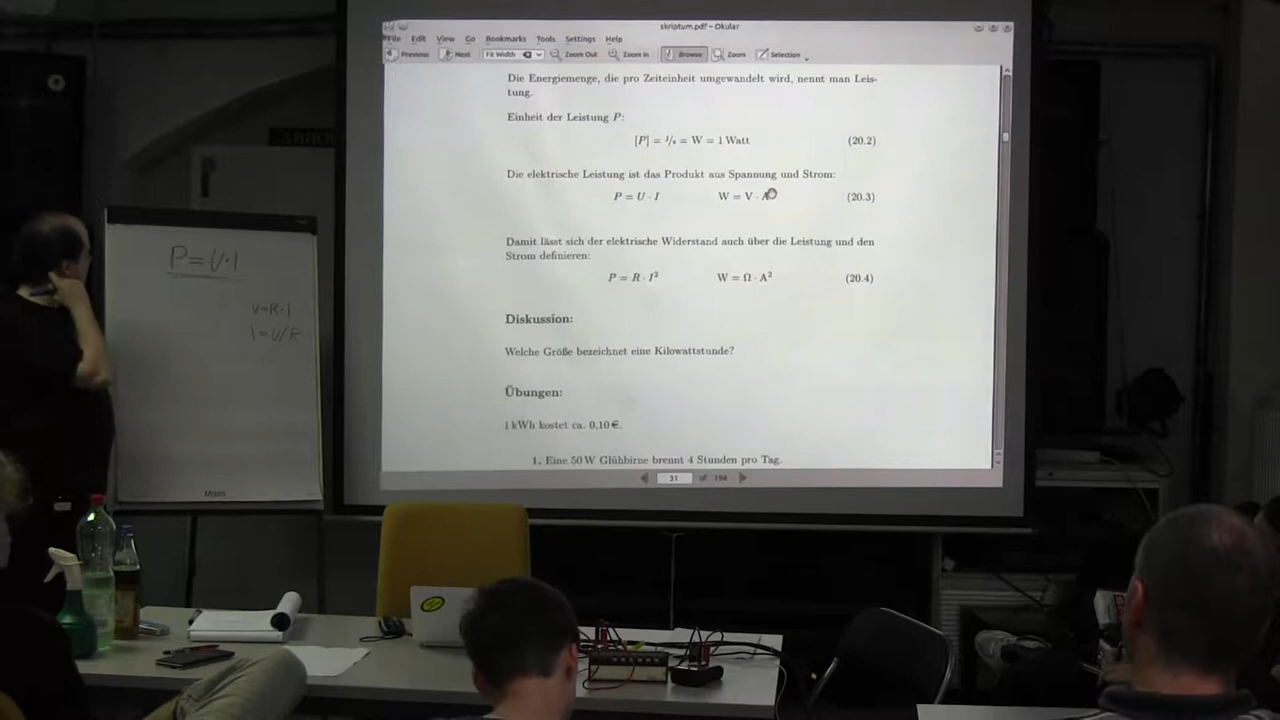 skriptum.pdf – Okular
File Edit View Go Bookmarks Tools Settings Help
Previous Next Fit Width Zoom Out Zoom In Browse Zoom Selection
Die Energiemenge, die pro Zeiteinheit umgewandelt wird, nennt man Leis-
tung.
Einheit der Leistung P:
[P] = J/s = W = 1 Watt (20.2)
Die elektrische Leistung ist das Produkt aus Spannung und Strom:
P = U · I W = V · A (20.3)
Damit lässt sich der elektrische Widerstand auch über die Leistung und den
Strom definieren:
P = R · I² W = Ω · A² (20.4)
Diskussion:
Welche Größe bezeichnet eine Kilowattstunde?
Übungen:
1 kWh kostet ca. 0,10 €.
1. Eine 50 W Glühbirne brennt 4 Stunden pro Tag.
31 of 194
P = U·I
U=R·I
I=U/R